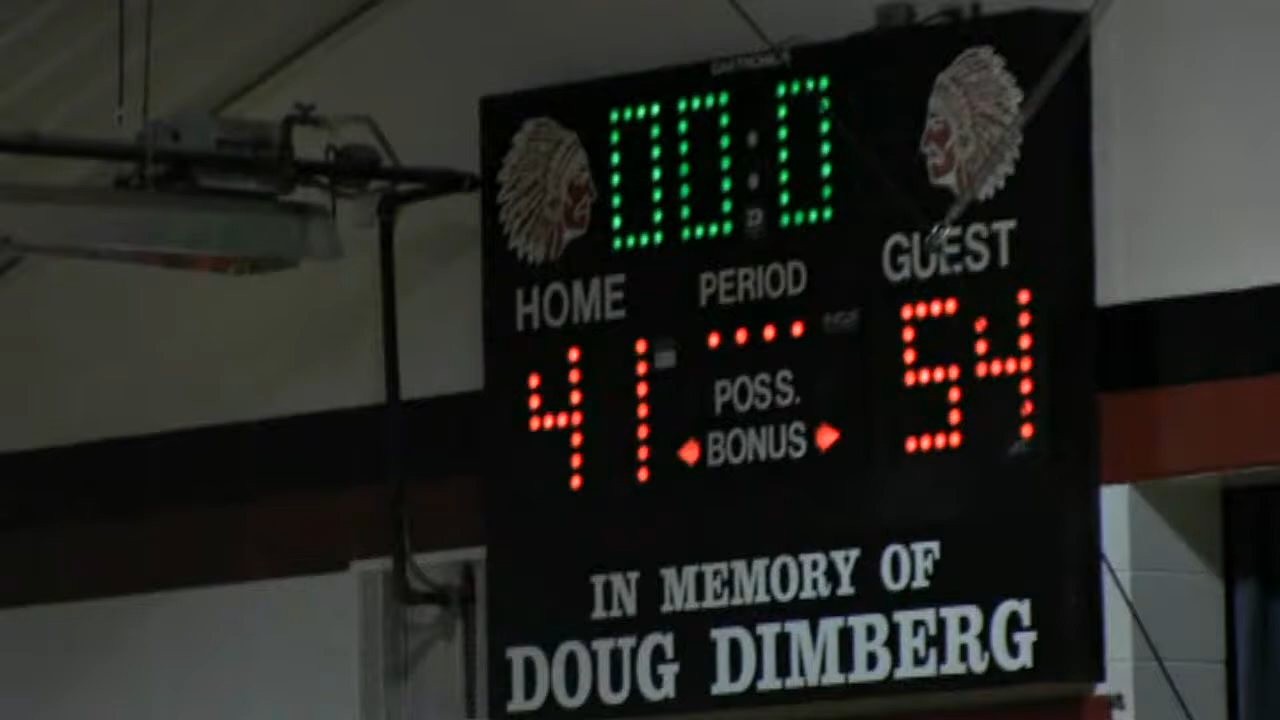 00:0
HOME PERIOD GUEST
41 54
POSS.
BONUS
IN MEMORY OF
DOUG DIMBERG